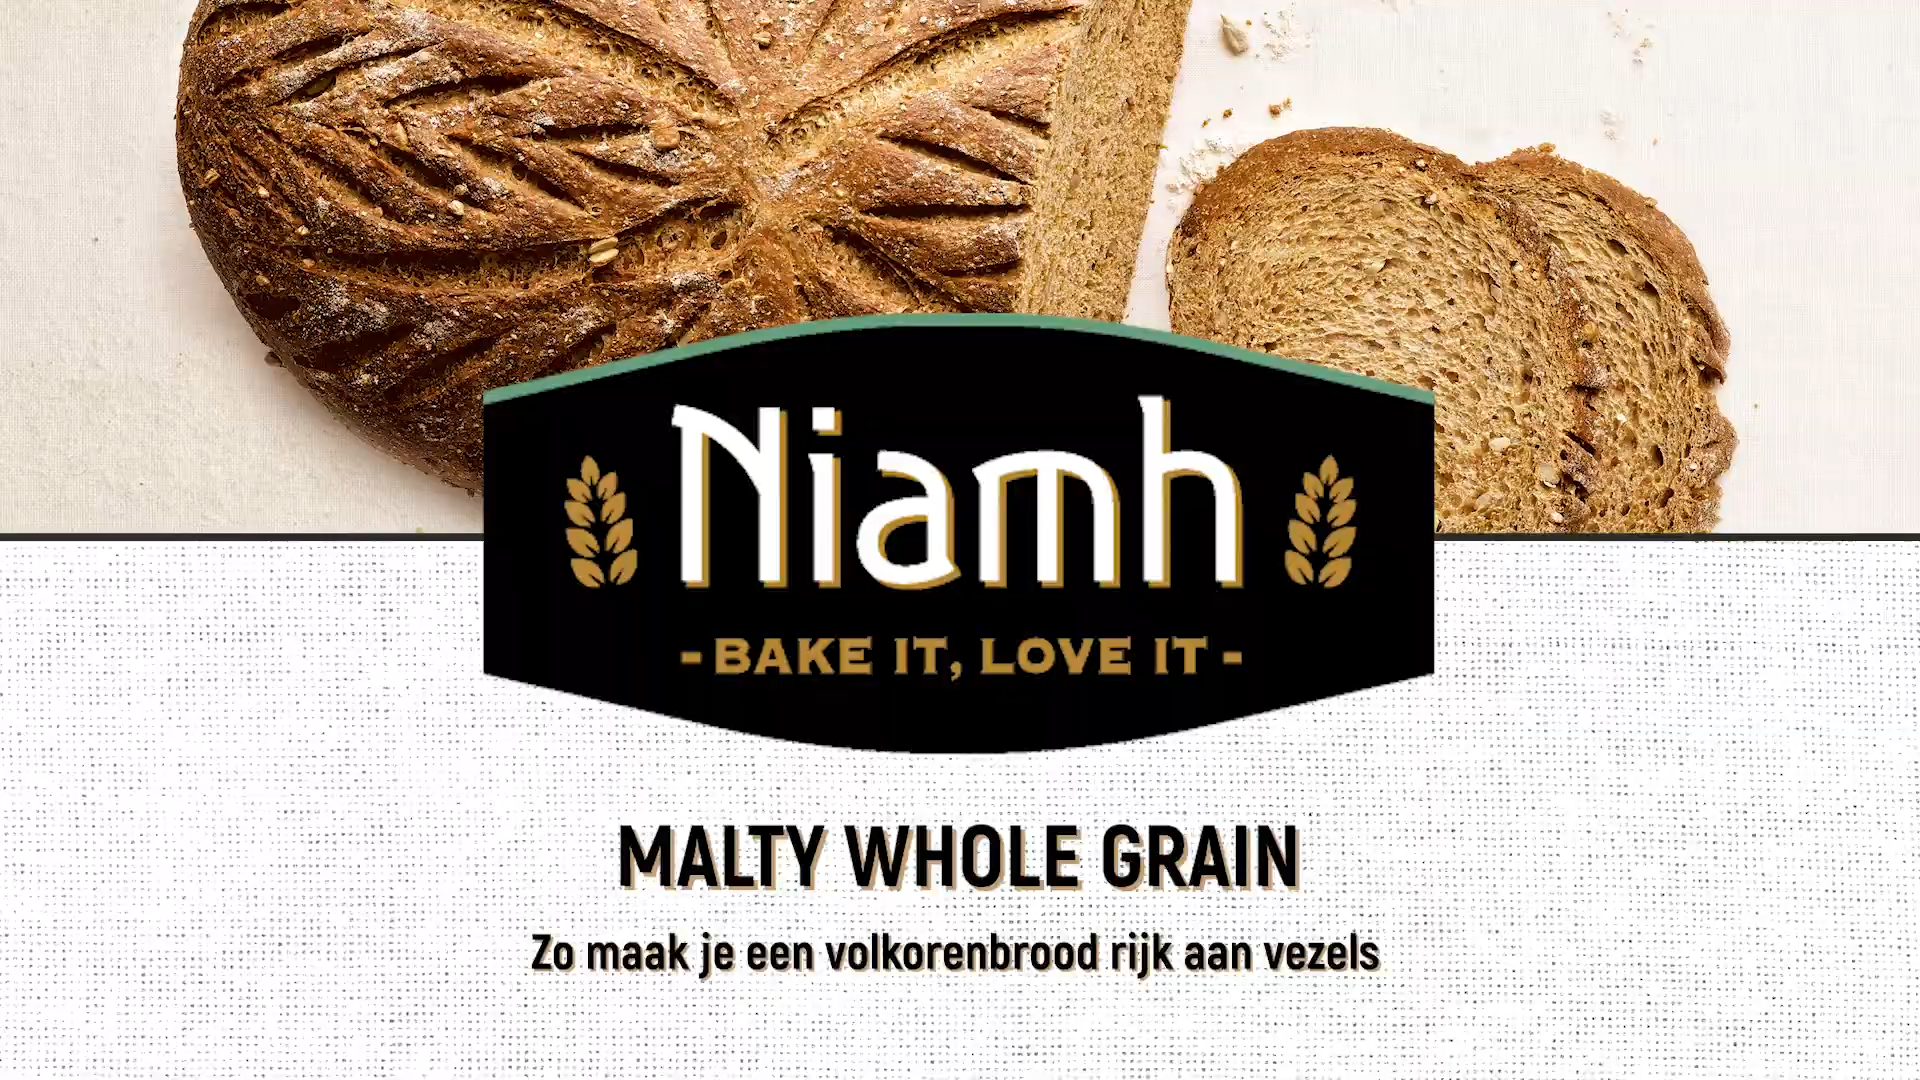 Niamh
-BAKE IT, LOVE IT-
MALTY WHOLE GRAIN
Zo maak je een volkorenbrood rijk aan vezels